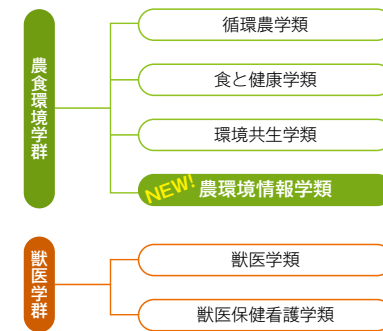 農食環境学群
循環農学類
食と健康学類
環境共生学類
NEW! 農環境情報学類
獣医学群
獣医学類
獣医保健看護学類